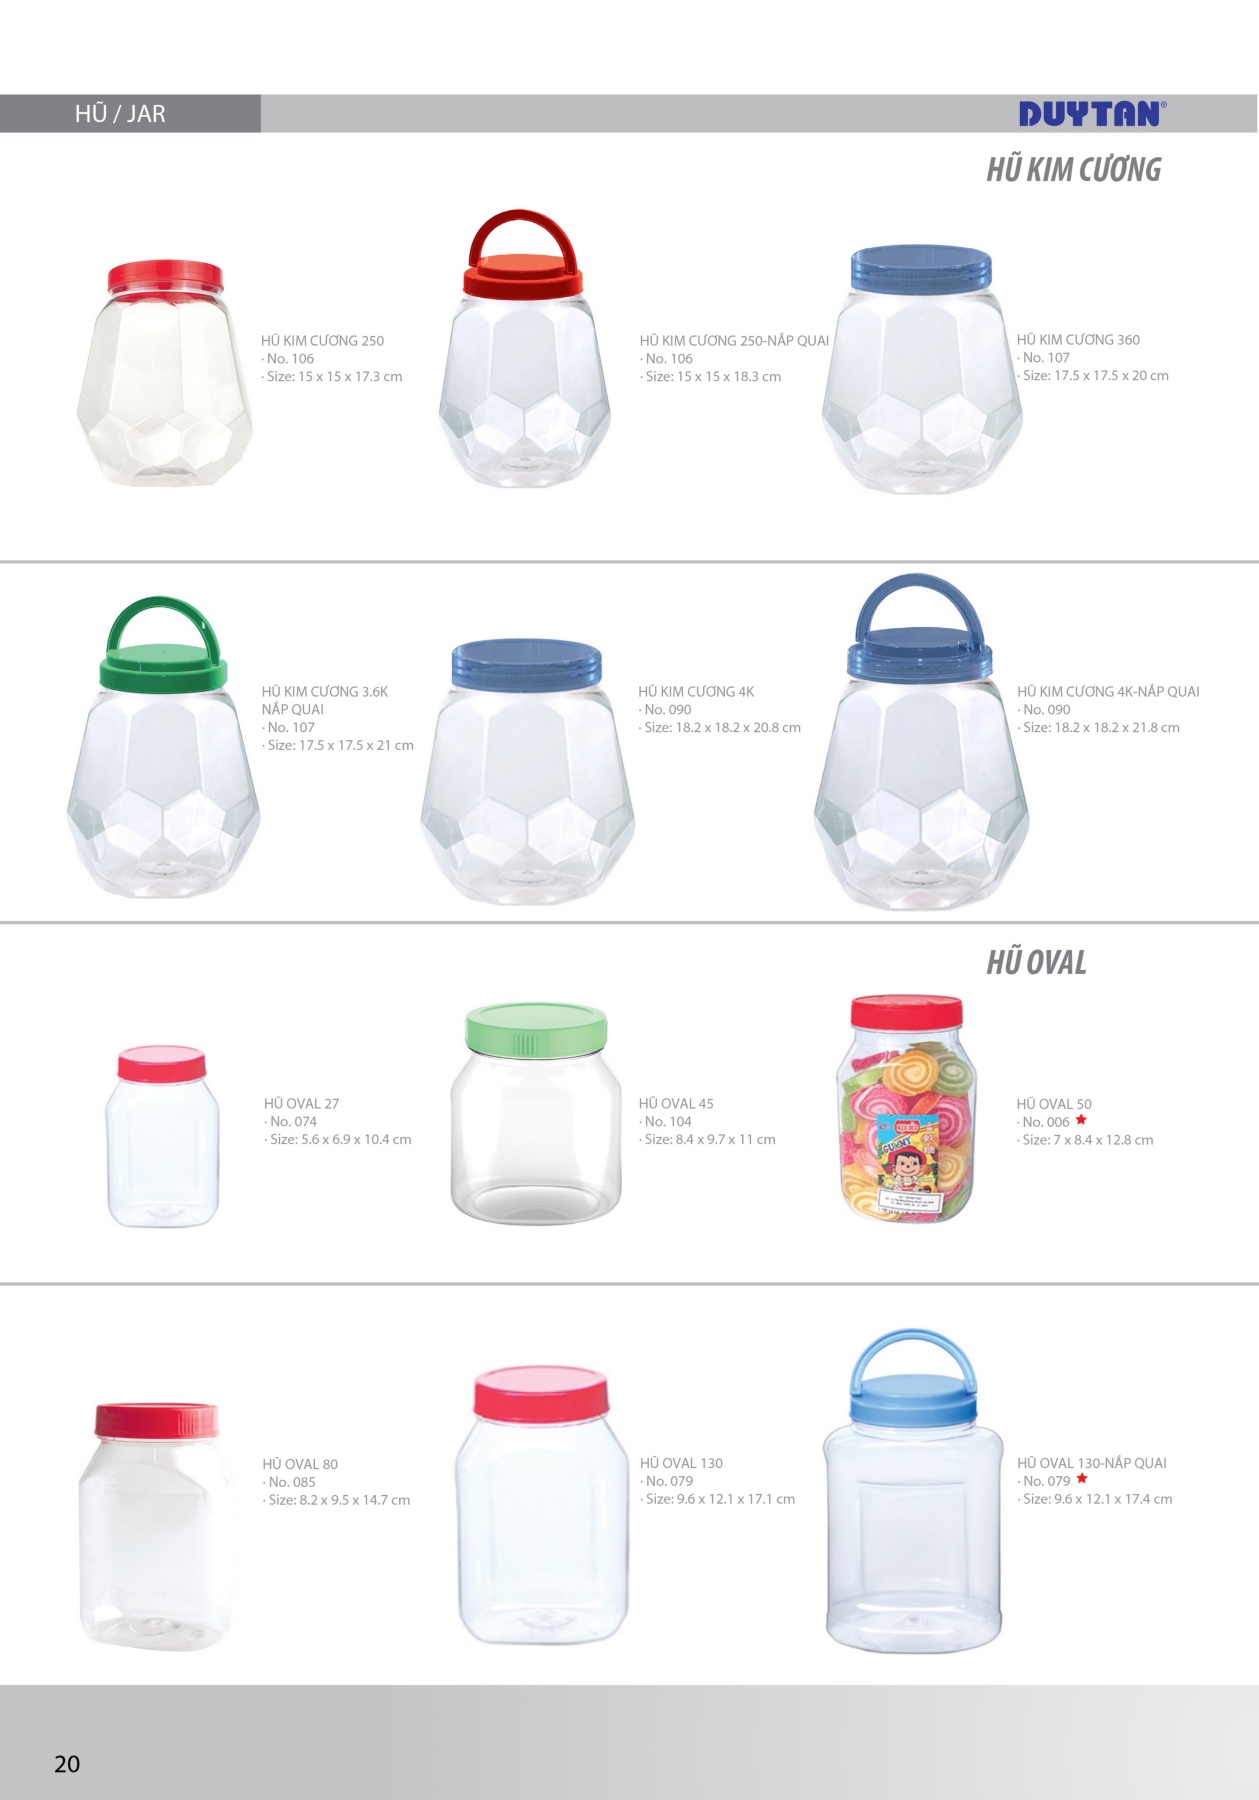 HŨ / JAR
DUYTAN®
HŨ KIM CƯƠNG
HŨ KIM CƯƠNG 250
· No. 106
· Size: 15 x 15 x 17.3 cm
HŨ KIM CƯƠNG 250-NẮP QUAI
· No. 106
· Size: 15 x 15 x 18.3 cm
HŨ KIM CƯƠNG 360
· No. 107
· Size: 17.5 x 17.5 x 20 cm
HŨ KIM CƯƠNG 3.6K
NẮP QUAI
· No. 107
· Size: 17.5 x 17.5 x 21 cm
HŨ KIM CƯƠNG 4K
· No. 090
· Size: 18.2 x 18.2 x 20.8 cm
HŨ KIM CƯƠNG 4K-NẮP QUAI
· No. 090
· Size: 18.2 x 18.2 x 21.8 cm
HŨ OVAL
HŨ OVAL 27
· No. 074
· Size: 5.6 x 6.9 x 10.4 cm
HŨ OVAL 45
· No. 104
· Size: 8.4 x 9.7 x 11 cm
KẸO DẺO
GUMMY
HŨ OVAL 50
· No. 006 ★
· Size: 7 x 8.4 x 12.8 cm
HŨ OVAL 80
· No. 085
· Size: 8.2 x 9.5 x 14.7 cm
HŨ OVAL 130
· No. 079
· Size: 9.6 x 12.1 x 17.1 cm
HŨ OVAL 130-NẮP QUAI
· No. 079 ★
· Size: 9.6 x 12.1 x 17.4 cm
20